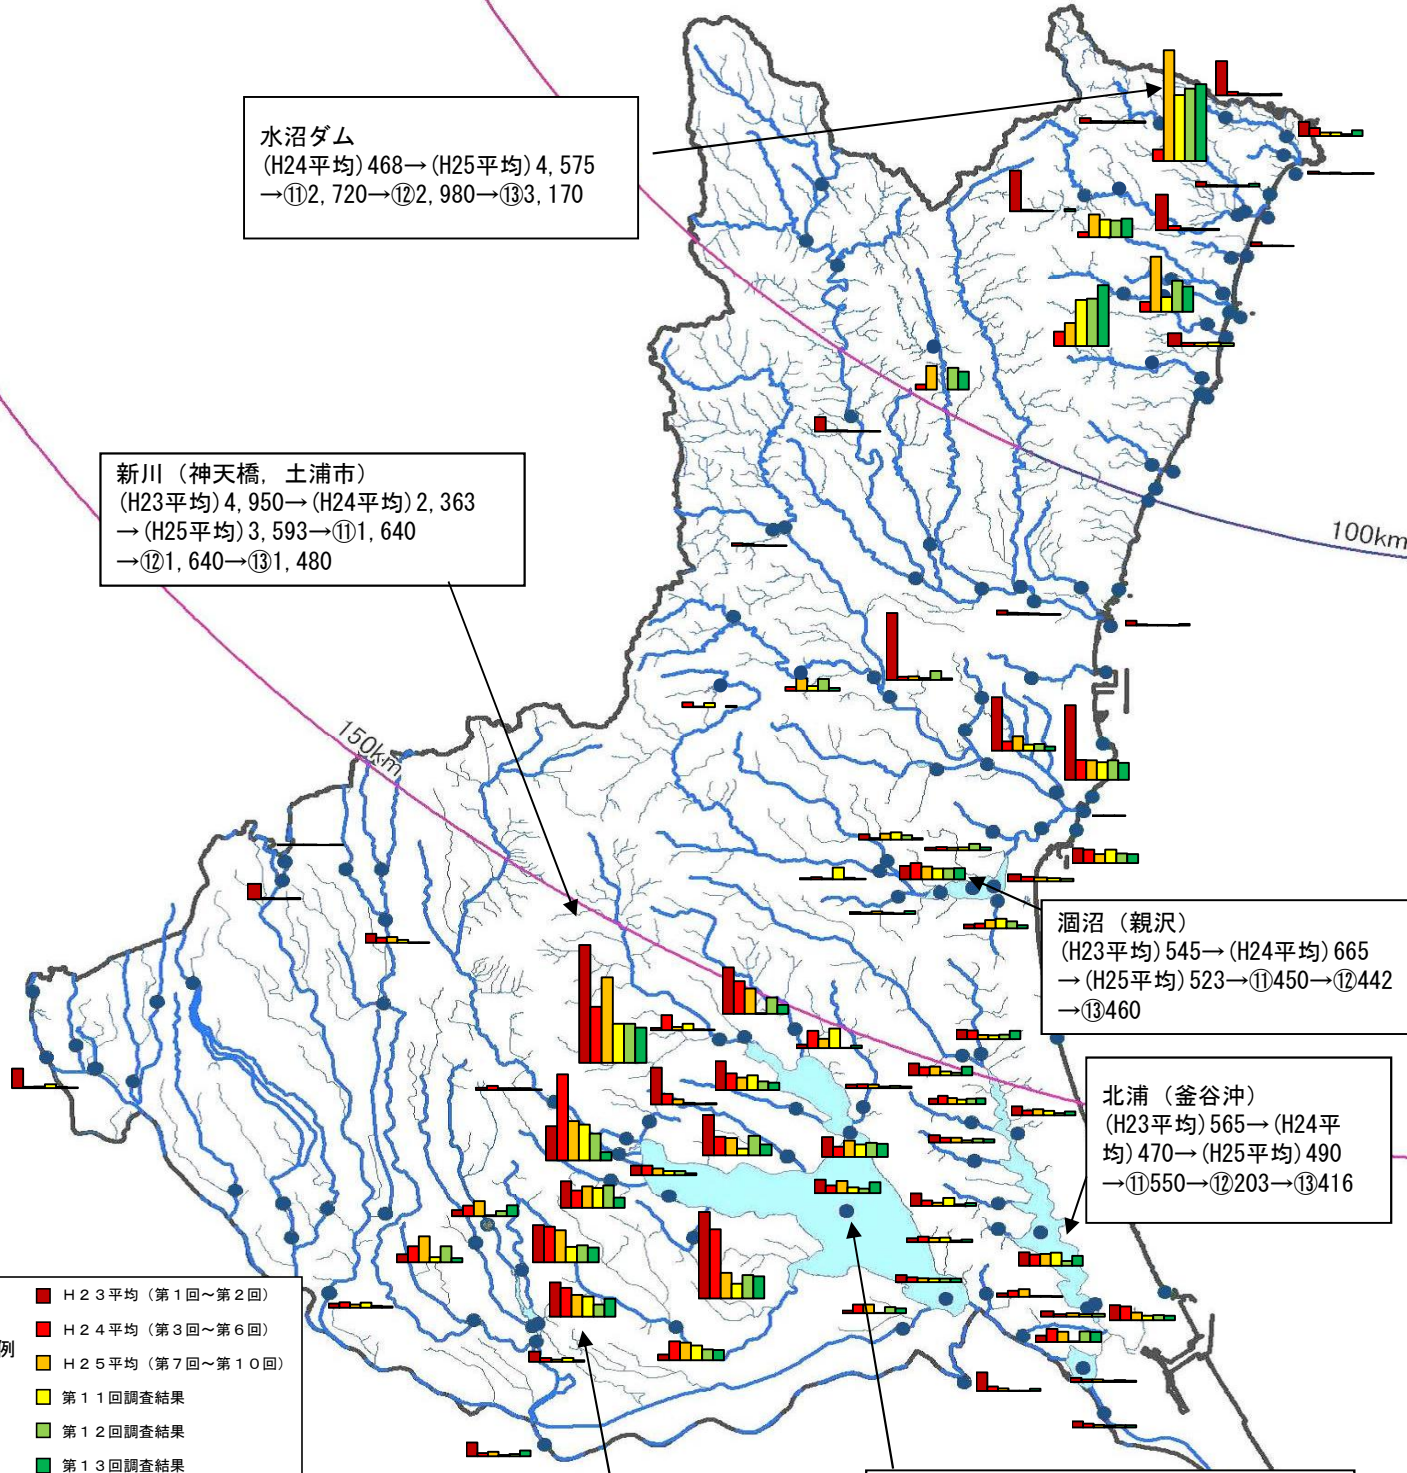 水沼ダム
(H24平均)468→(H25平均)4,575
→⑪2,720→⑫2,980→⑬3,170
100km
新川（神天橋，土浦市）
(H23平均)4,950→(H24平均)2,363
→(H25平均)3,593→⑪1,640
→⑫1,640→⑬1,480
150km
涸沼（親沢）
(H23平均)545→(H24平均)665
→(H25平均)523→⑪450→⑫442
→⑬460
北浦（釜谷沖）
(H23平均)565→(H24平
均)470→(H25平均)490
→⑪550→⑫203→⑬416
例
Ｈ２３平均（第１回～第２回）
Ｈ２４平均（第３回～第６回）
Ｈ２５平均（第７回～第１０回）
第１１回調査結果
第１２回調査結果
第１３回調査結果